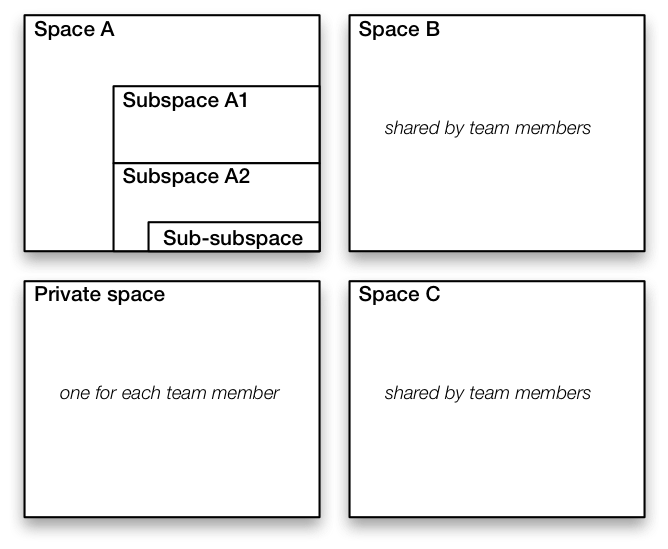 Space A
Subspace A1
Subspace A2
Sub-subspace
Space B
shared by team members
Private space
one for each team member
Space C
shared by team members